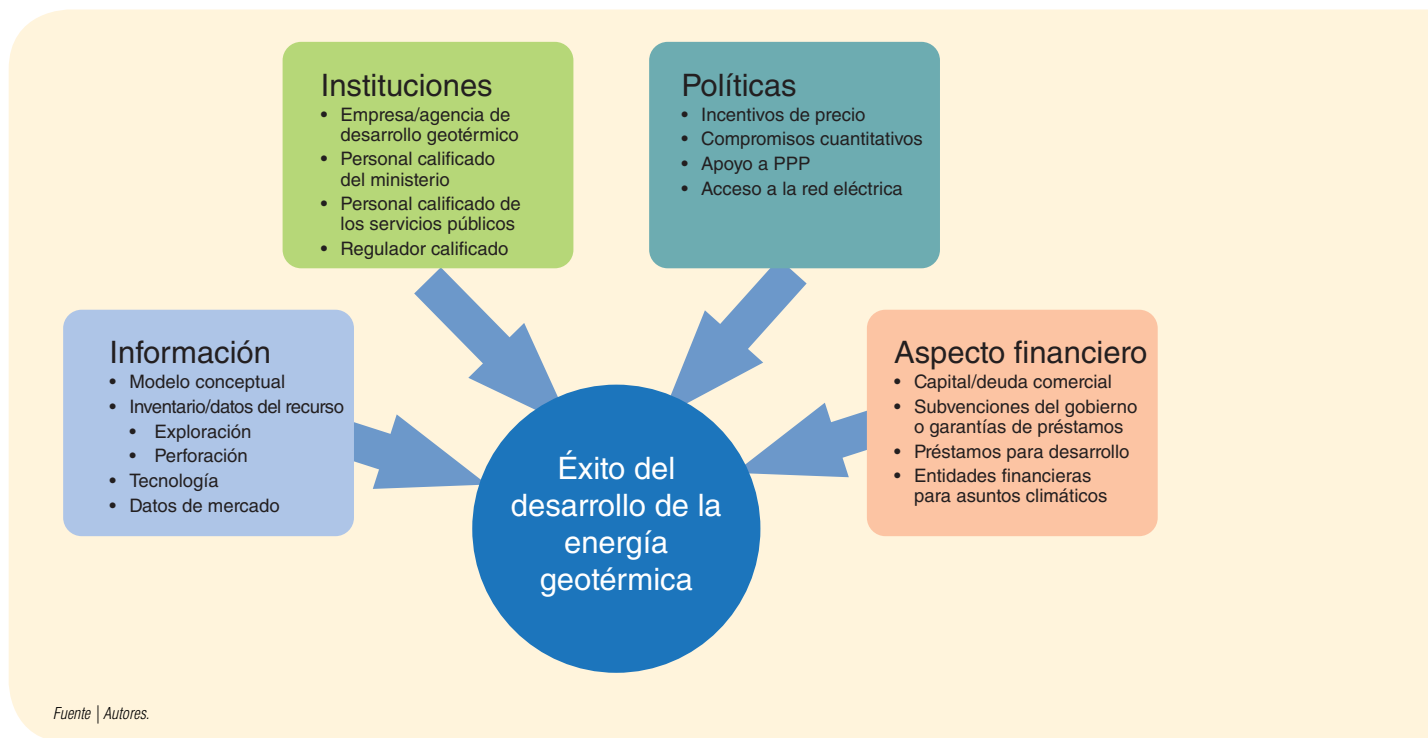 Instituciones
• Empresa/agencia de
desarrollo geotérmico
• Personal calificado
del ministerio
• Personal calificado de
los servicios públicos
• Regulador calificado
Políticas
• Incentivos de precio
• Compromisos cuantitativos
• Apoyo a PPP
• Acceso a la red eléctrica
Información
• Modelo conceptual
• Inventario/datos del recurso
• Exploración
• Perforación
• Tecnología
• Datos de mercado
Aspecto financiero
• Capital/deuda comercial
• Subvenciones del gobierno
o garantías de préstamos
• Préstamos para desarrollo
• Entidades financieras
para asuntos climáticos
Éxito del
desarrollo de la
energía
geotérmica
Fuente | Autores.